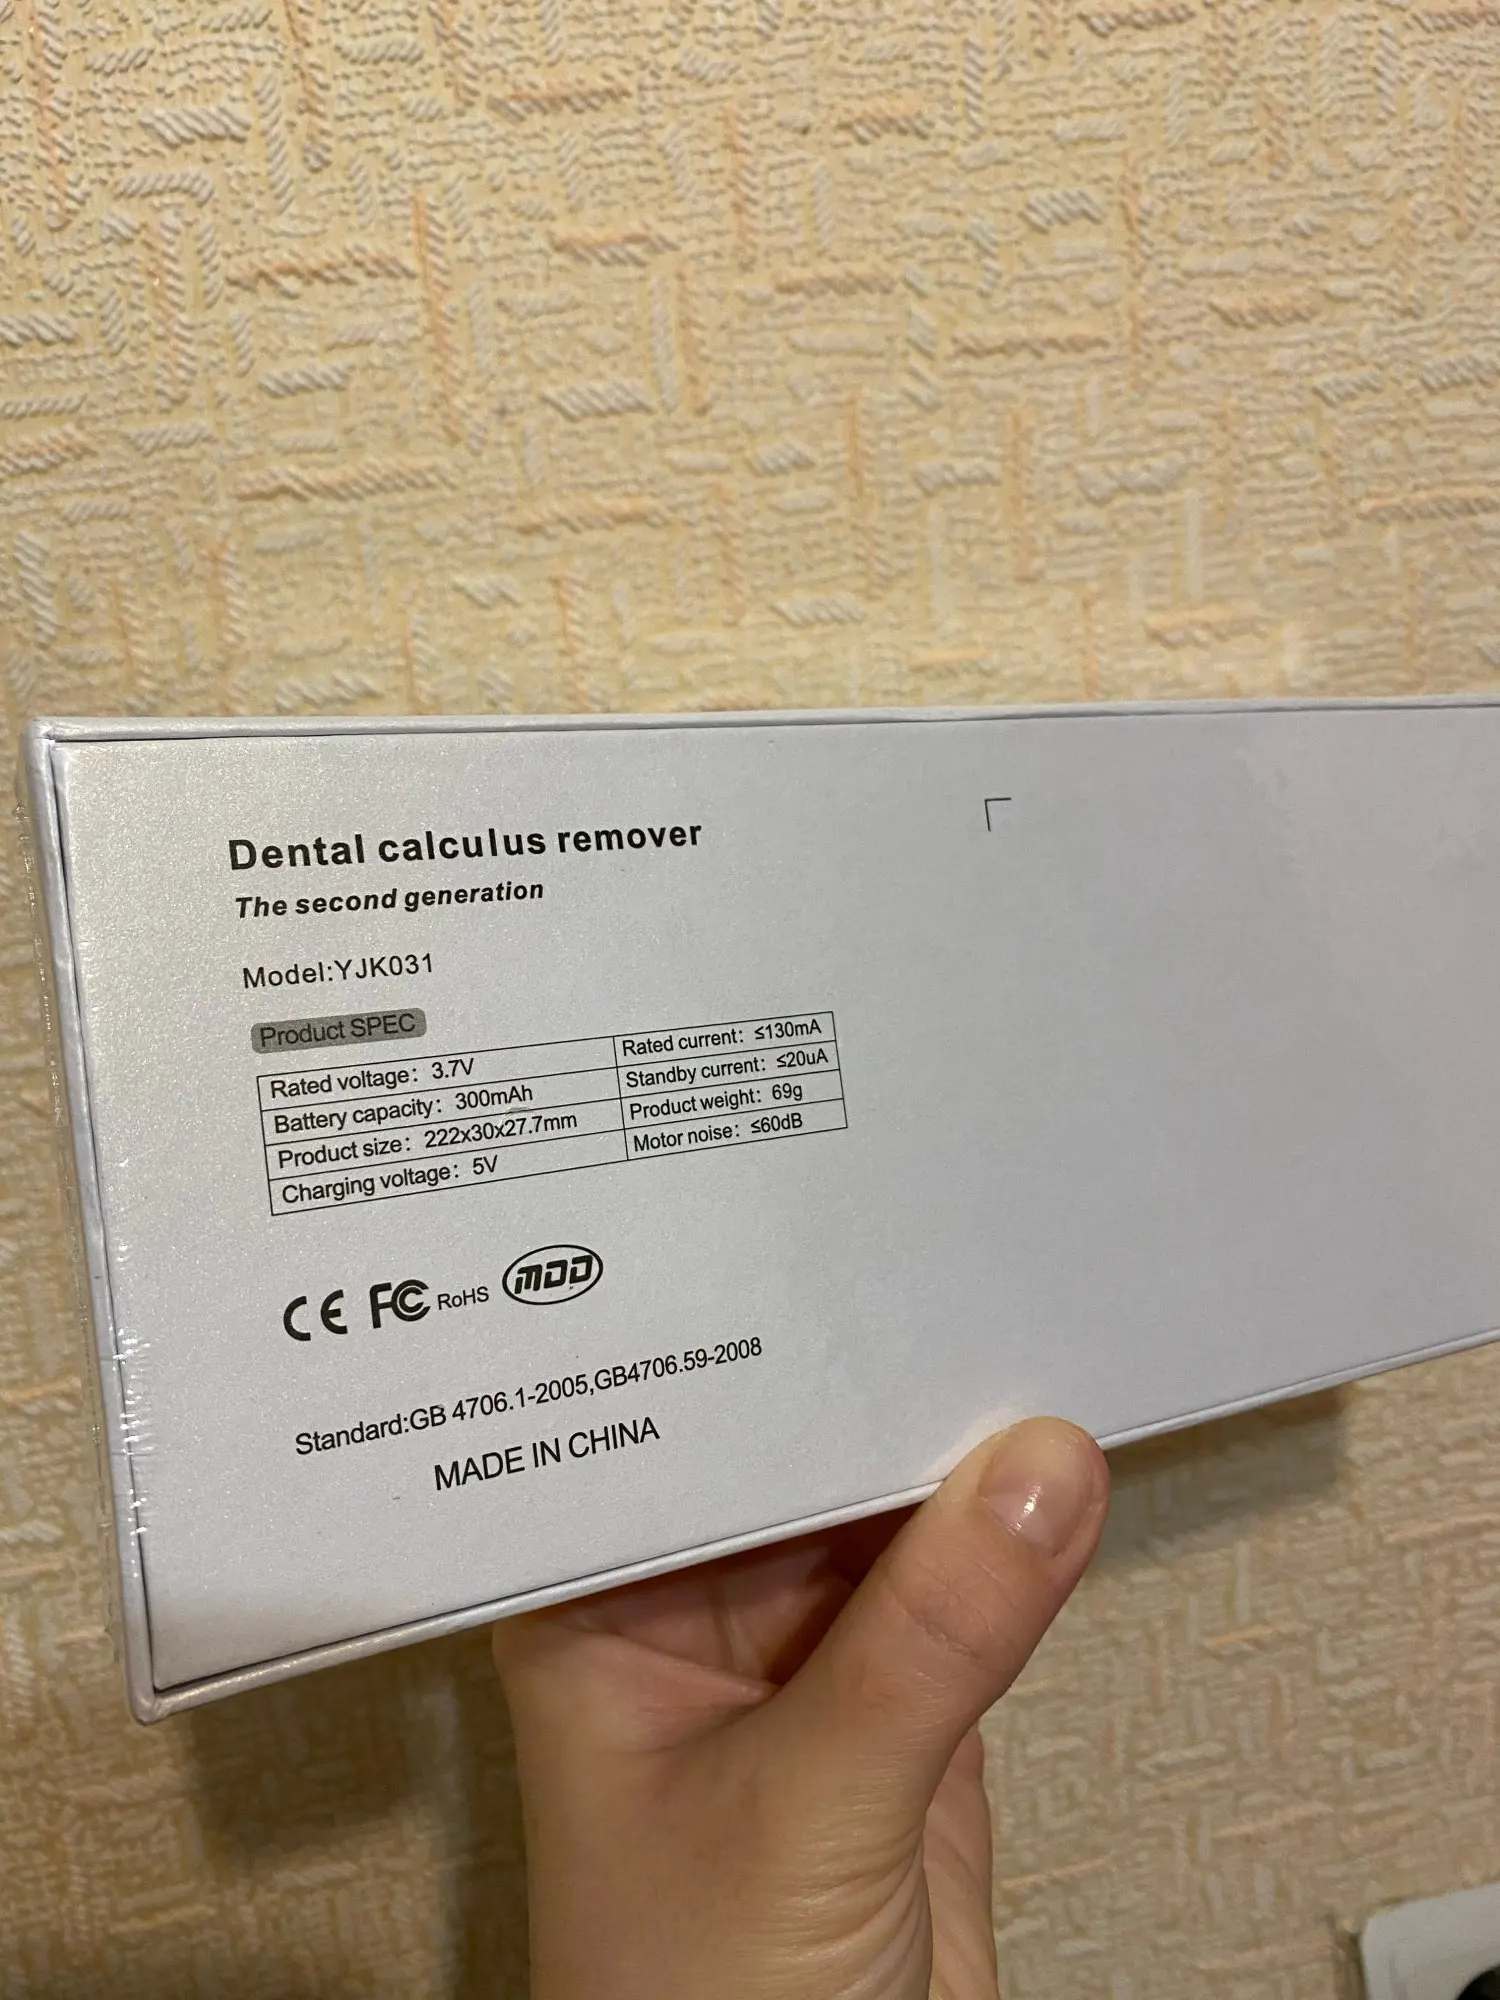 Dental calculus remover
The second generation
Model:YJK031
Product SPEC
Rated voltage: 3.7V
Rated current: ≤130mA
Battery capacity: 300mAh
Standby current: ≤20uA
Product size: 222x30x27.7mm
Product weight: 69g
Charging voltage: 5V
Motor noise: ≤60dB
CE FC RoHS MDD
Standard:GB 4706.1-2005,GB4706.59-2008
MADE IN CHINA